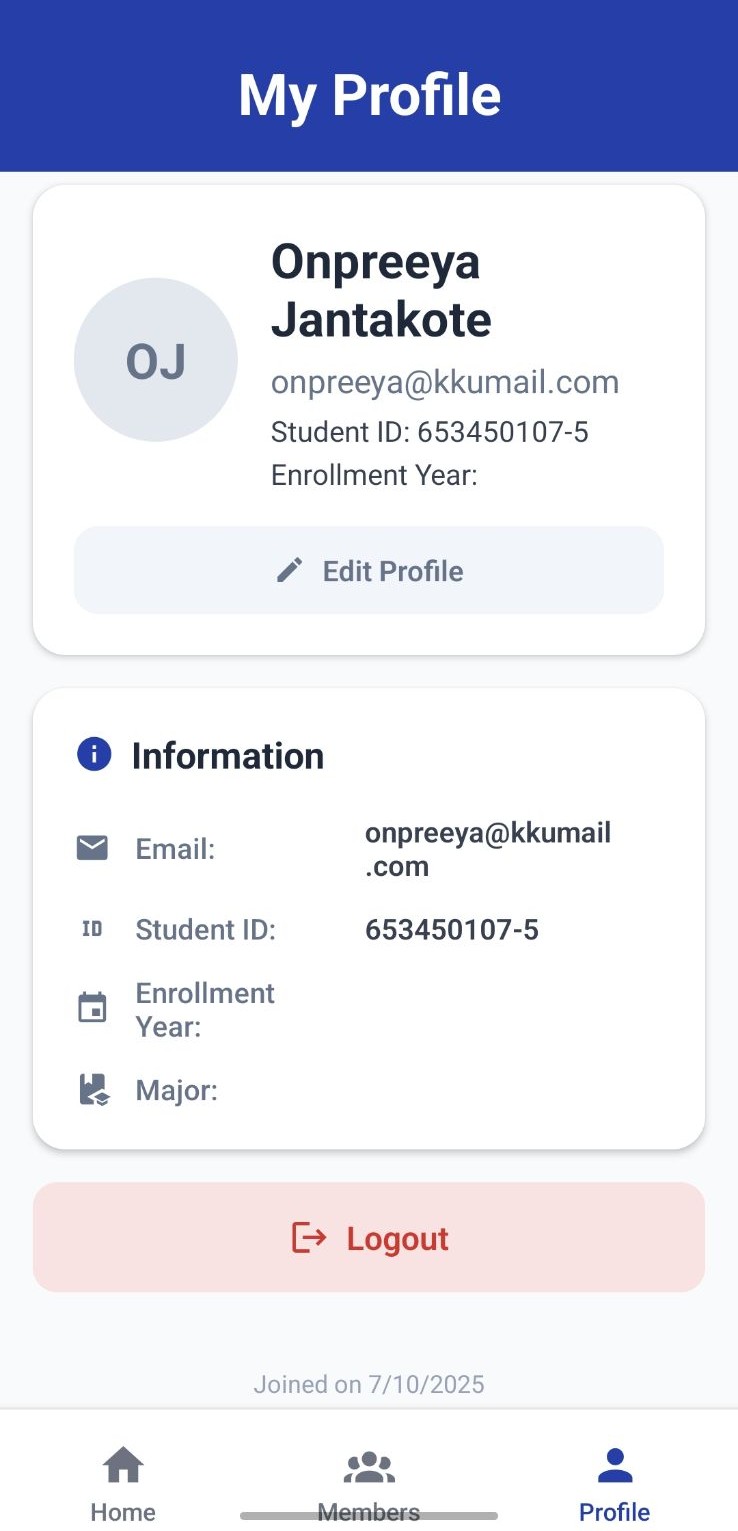 My Profile
OJ
Onpreeya
Jantakote
onpreeya@kkumail.com
Student ID: 653450107-5
Enrollment Year:
Edit Profile
Information
Email:
onpreeya@kkumail
.com
ID
Student ID:
653450107-5
Enrollment
Year:
Major:
Logout
Joined on 7/10/2025
Home
Members
Profile